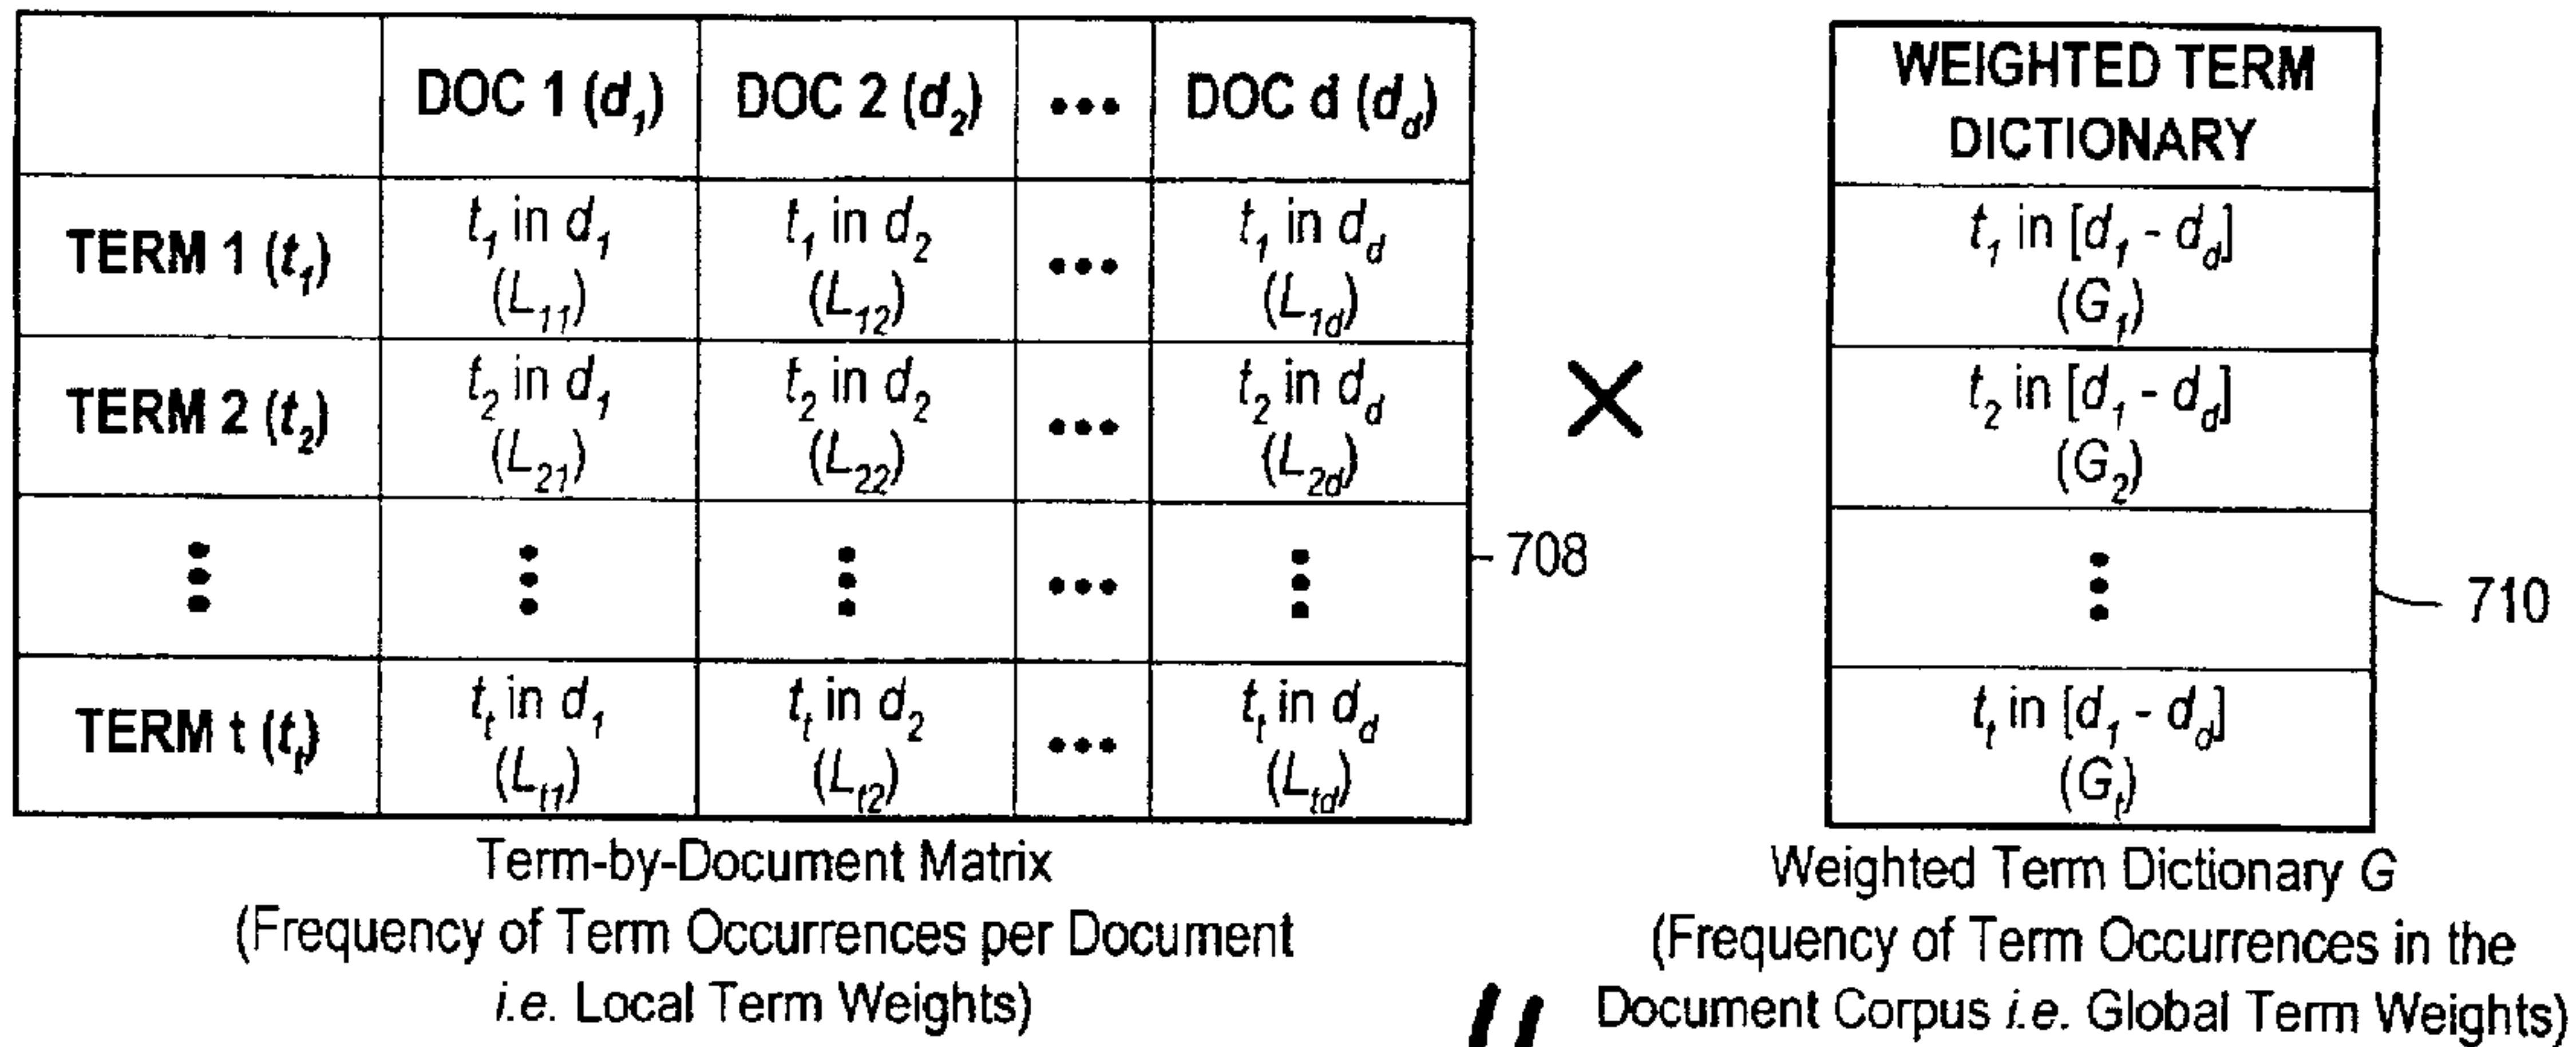 DOC 1 (d1) DOC 2 (d2) ••• DOC d (dd)
TERM 1 (t1) t1 in d1 t1 in d2 ••• t1 in dd
(L11) (L12) (L1d)
TERM 2 (t2) t2 in d1 t2 in d2 ••• t2 in dd
(L21) (L22) (L2d)
•••
TERM t (tt) tt in d1 tt in d2 ••• tt in dd
(Lt1) (Lt2) (Ltd)
708
Term-by-Document Matrix
(Frequency of Term Occurrences per Document
i.e. Local Term Weights)
×
WEIGHTED TERM
DICTIONARY
t1 in [d1 - dd]
(G1)
t2 in [d1 - dd]
(G2)
tt in [d1 - dd]
(Gt)
710
Weighted Term Dictionary G
(Frequency of Term Occurrences in the
Document Corpus i.e. Global Term Weights)